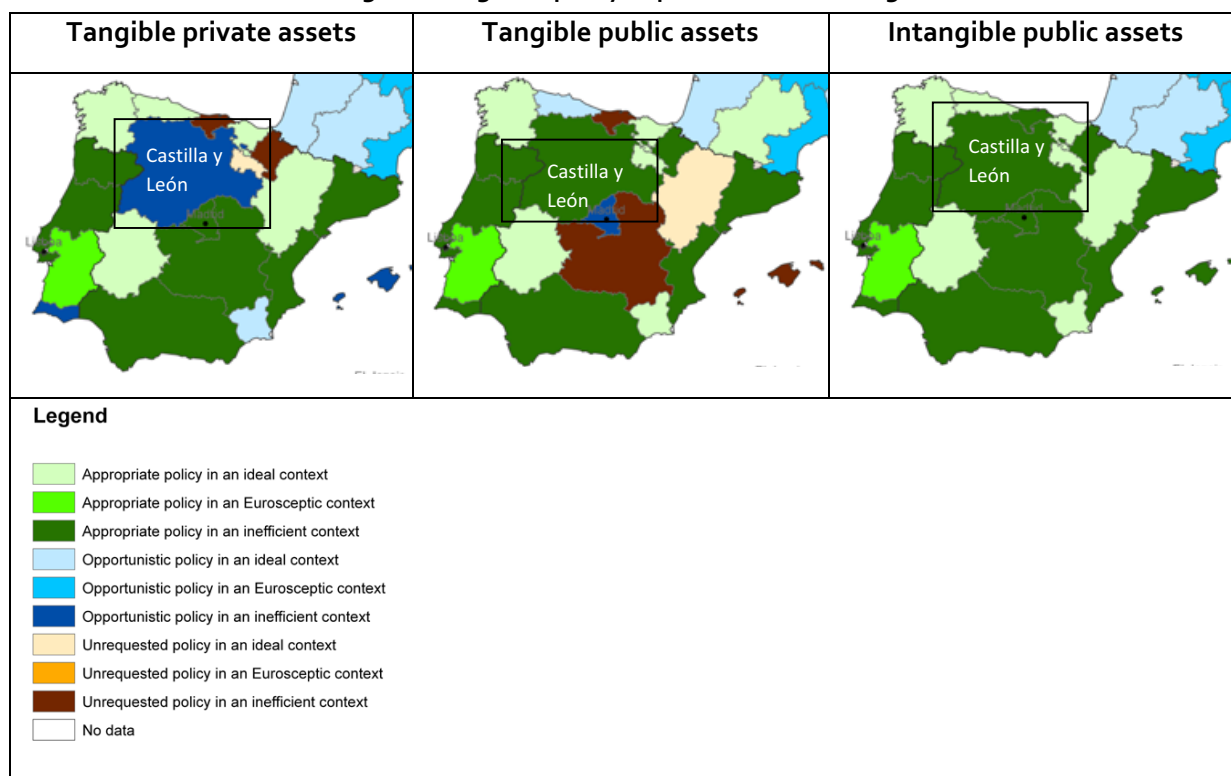 Tangible private assets
Tangible public assets
Intangible public assets
Castilla y
León
Madrid
Castilla y
León
Madrid
Castilla y
León
Madrid
Legend
Appropriate policy in an ideal context
Appropriate policy in an Eurosceptic context
Appropriate policy in an inefficient context
Opportunistic policy in an ideal context
Opportunistic policy in an Eurosceptic context
Opportunistic policy in an inefficient context
Unrequested policy in an ideal context
Unrequested policy in an Eurosceptic context
Unrequested policy in an inefficient context
No data